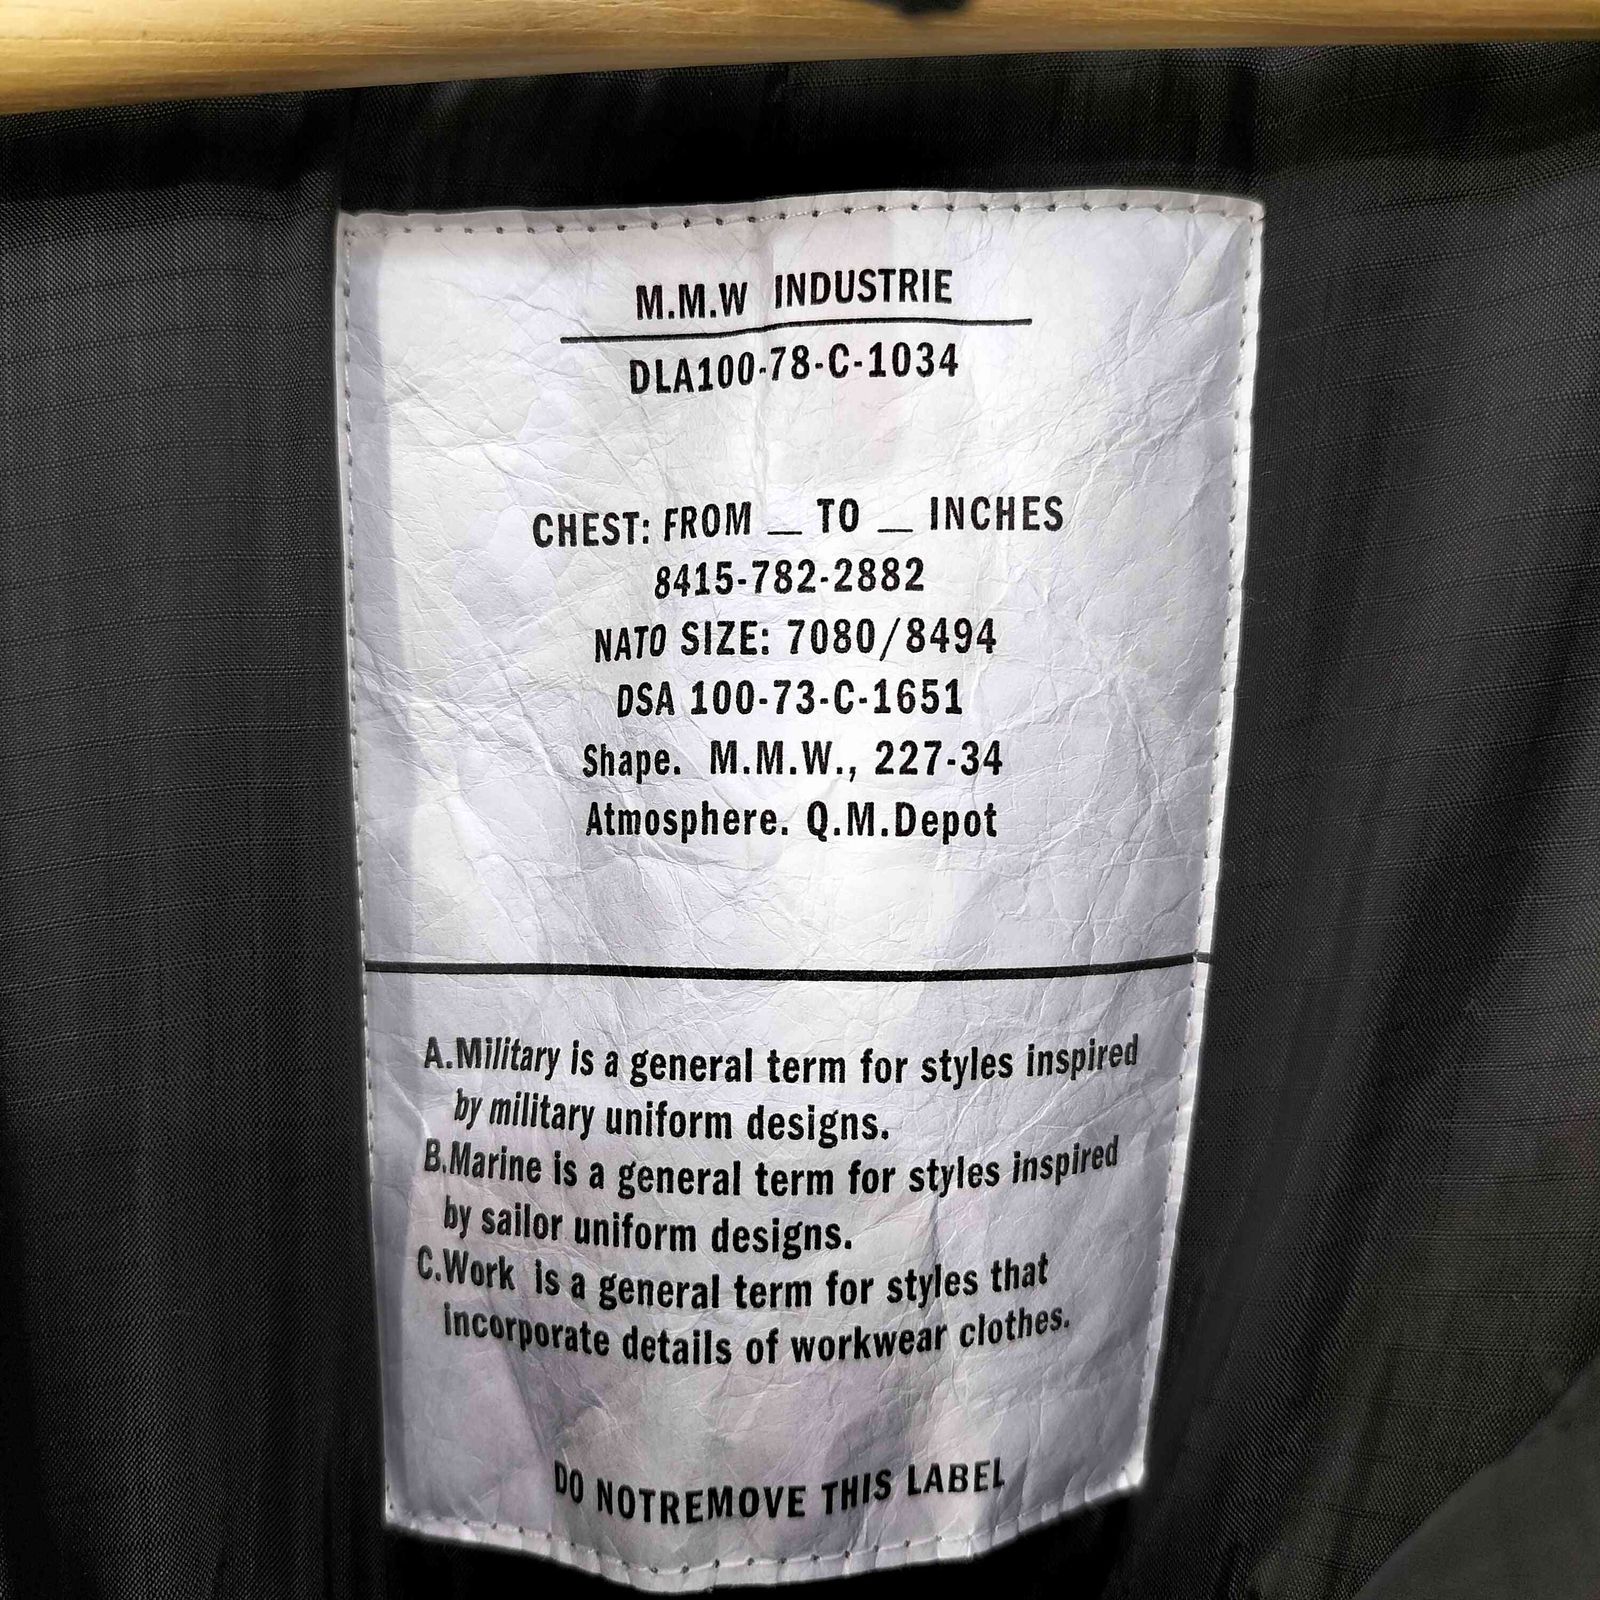 M.M.W INDUSTRIE
DLA100-78-C-1034
CHEST: FROM __ TO __ INCHES
8415-782-2882
NATO SIZE: 7080/8494
DSA 100-73-C-1651
Shape. M.M.W., 227-34
Atmosphere. Q.M.Depot
A.Military is a general term for styles inspired
by military uniform designs.
B.Marine is a general term for styles inspired
by sailor uniform designs.
C.Work is a general term for styles that
incorporate details of workwear clothes.
DO NOTREMOVE THIS LABEL